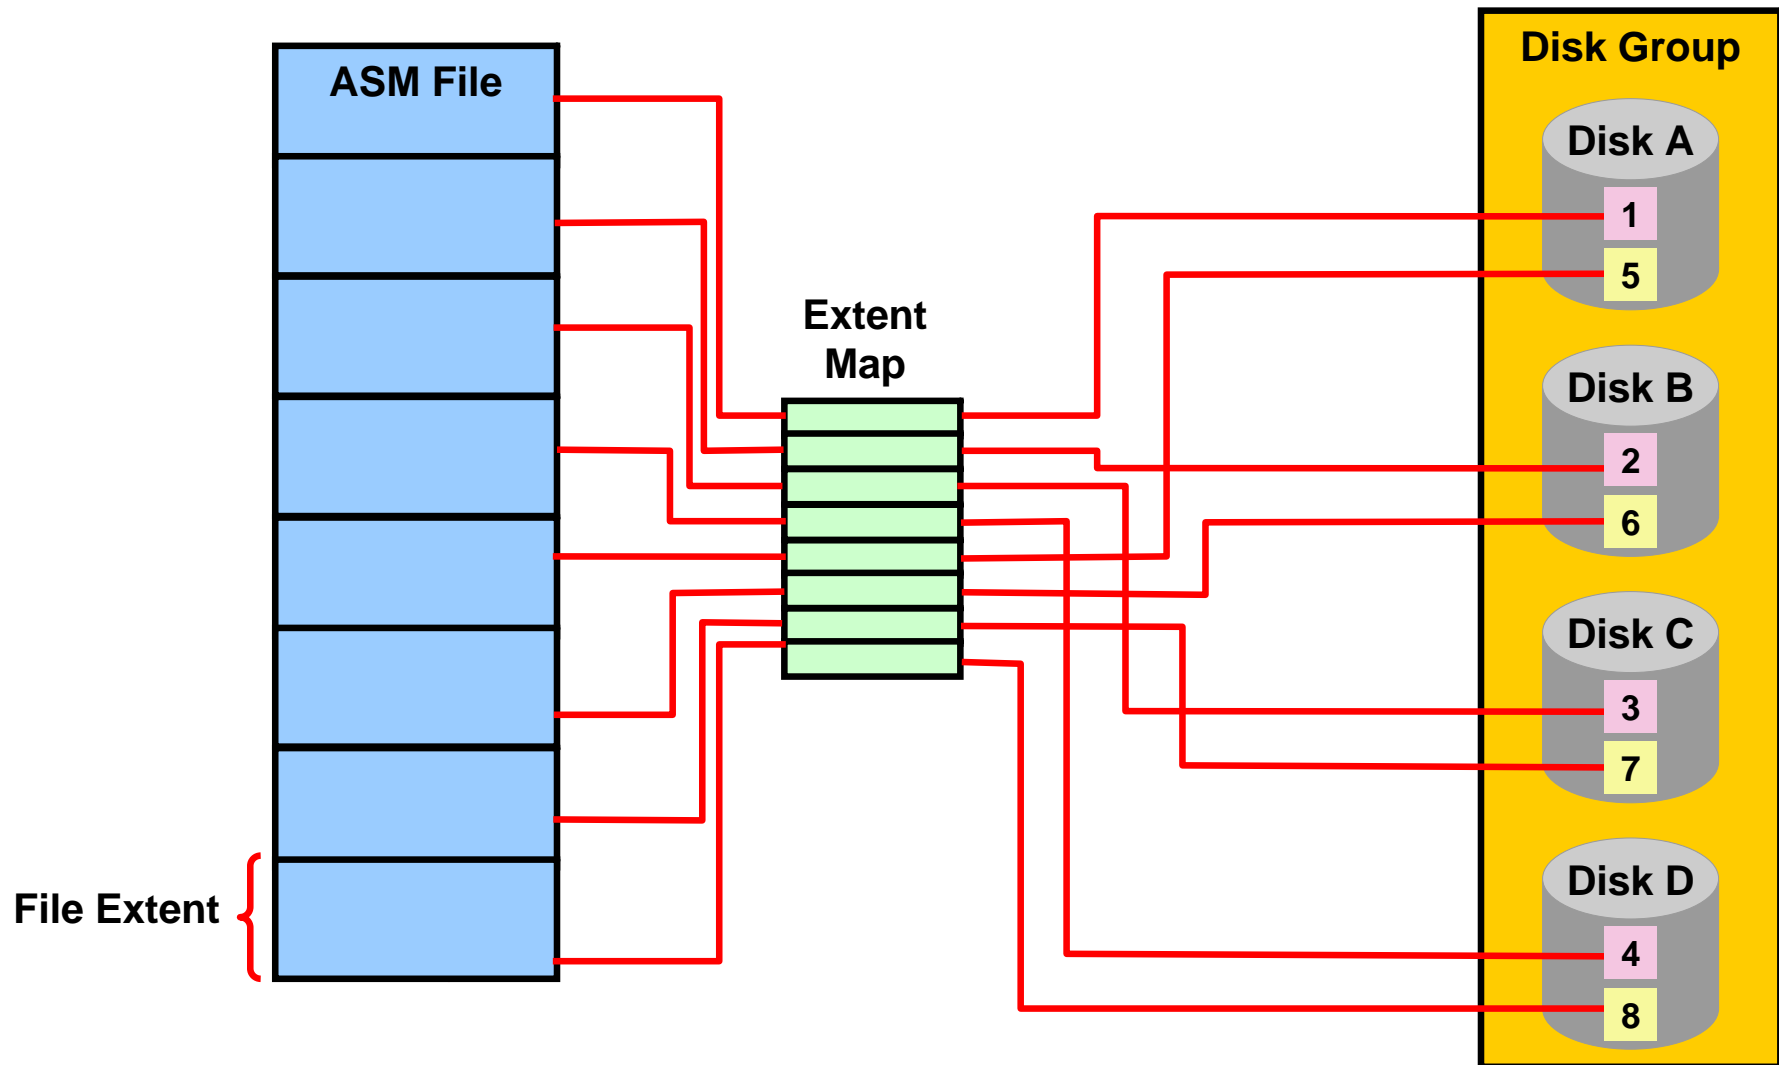 ASM File
File Extent
Extent
Map
Disk Group
Disk A
1
5
Disk B
2
6
Disk C
3
7
Disk D
4
8